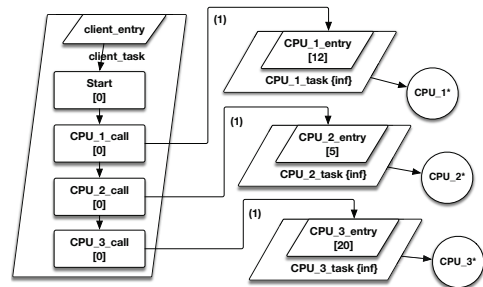 client_entry
client_task
Start
[0]
CPU_1_call
[0]
CPU_2_call
[0]
CPU_3_call
[0]
(1)
CPU_1_entry
[12]
CPU_1_task {inf}
CPU_1*
(1)
CPU_2_entry
[5]
CPU_2_task {inf}
CPU_2*
(1)
CPU_3_entry
[20]
CPU_3_task {inf}
CPU_3*